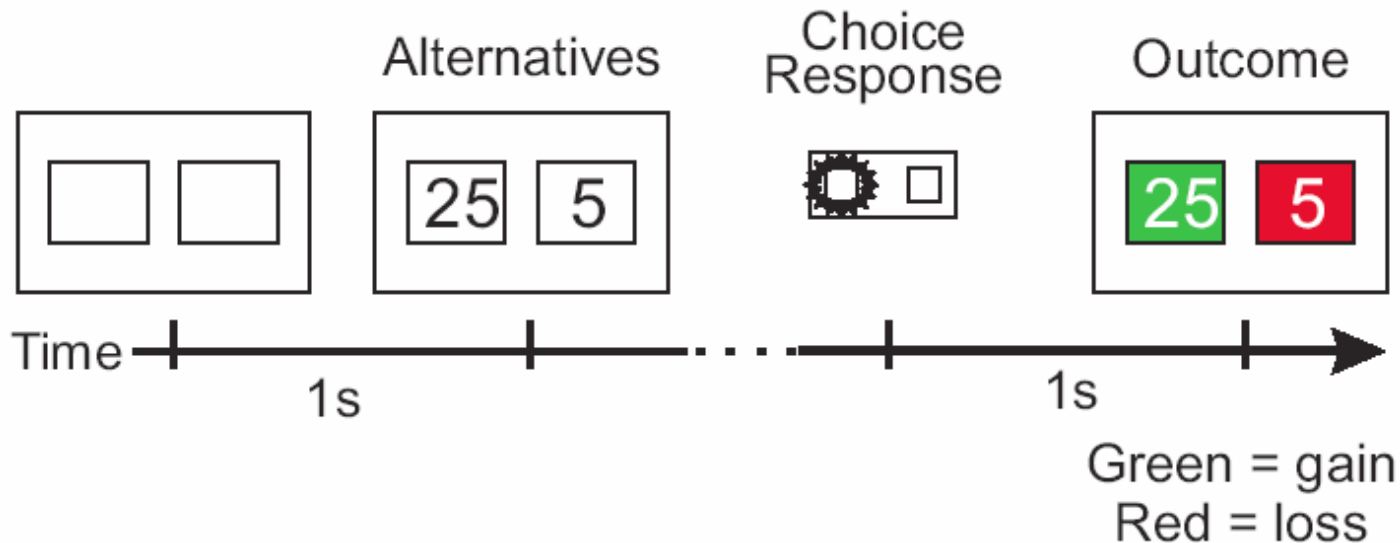 Alternatives
Choice
Response
Outcome
25 5
25 5
Time
1s
1s
Green = gain
Red = loss